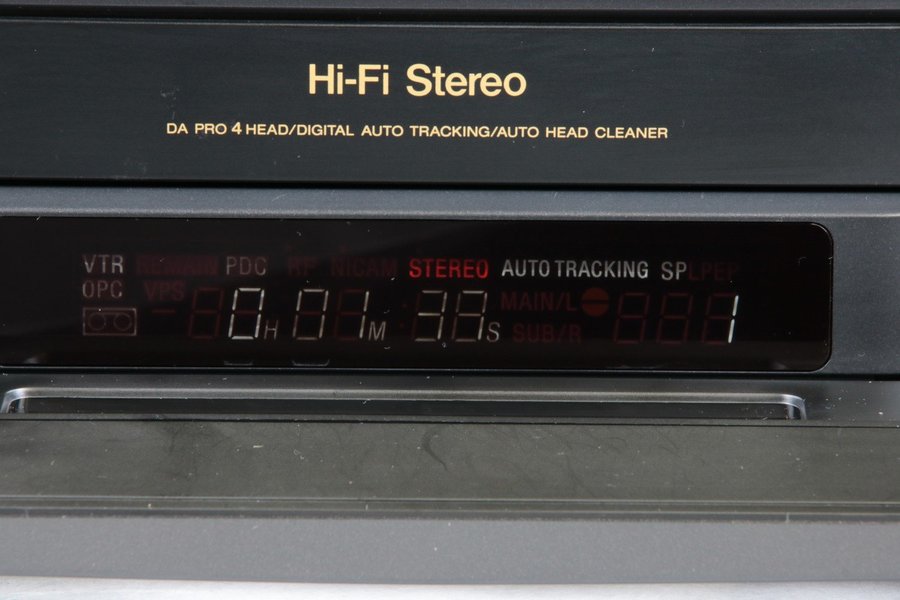 Hi-Fi Stereo
DA PRO 4 HEAD/DIGITAL AUTO TRACKING/AUTO HEAD CLEANER
VTR REMAIN PDC RF NICAM STEREO AUTO TRACKING SP LP EP
OPC VPS 0H 01M 33S MAIN/L 1
SUB/R